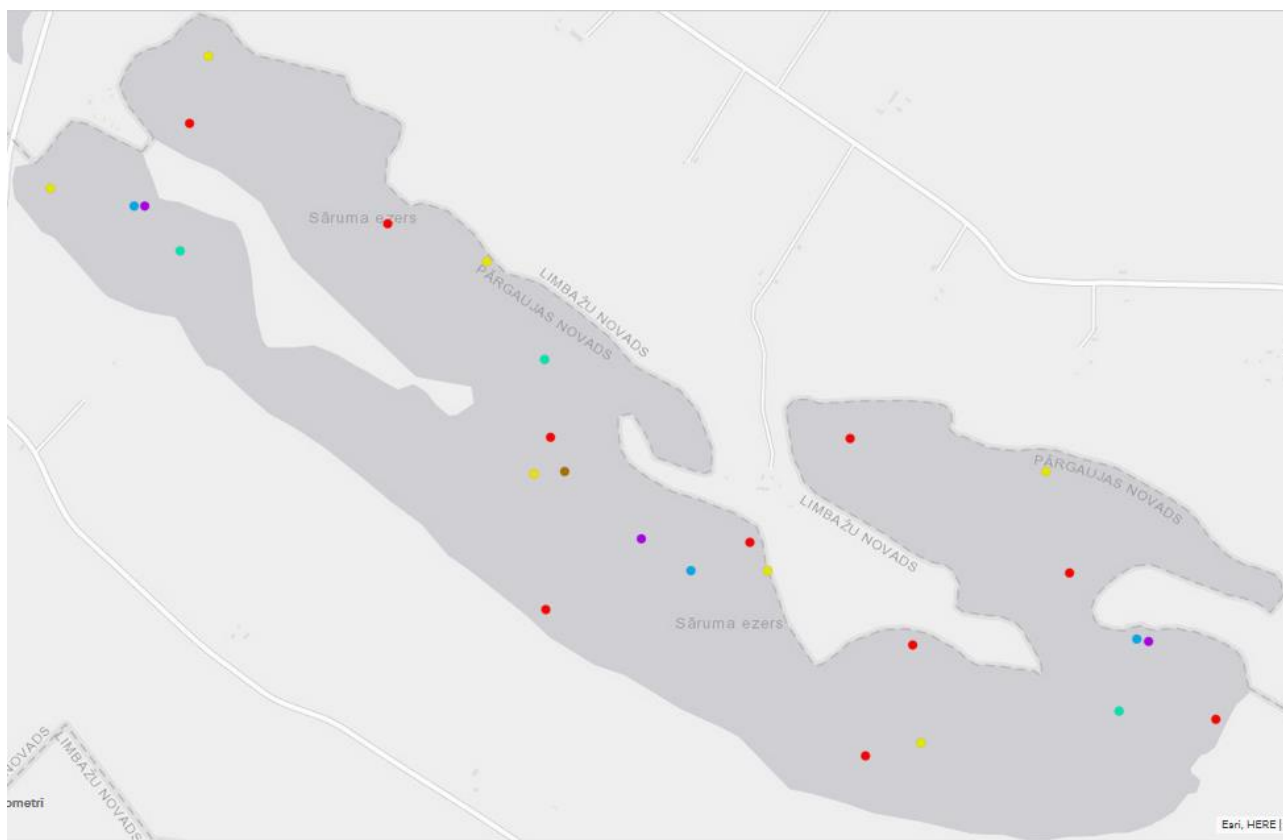 Sāruma ezers
LIMBAŽU NOVADS
PĀRGAUJAS NOVADS
PĀRGAUJAS NOVADS
LIMBAŽU NOVADS
Sāruma ezers
NOVADS
LIMBAŽU NOVADS
ometri
Esri, HERE |